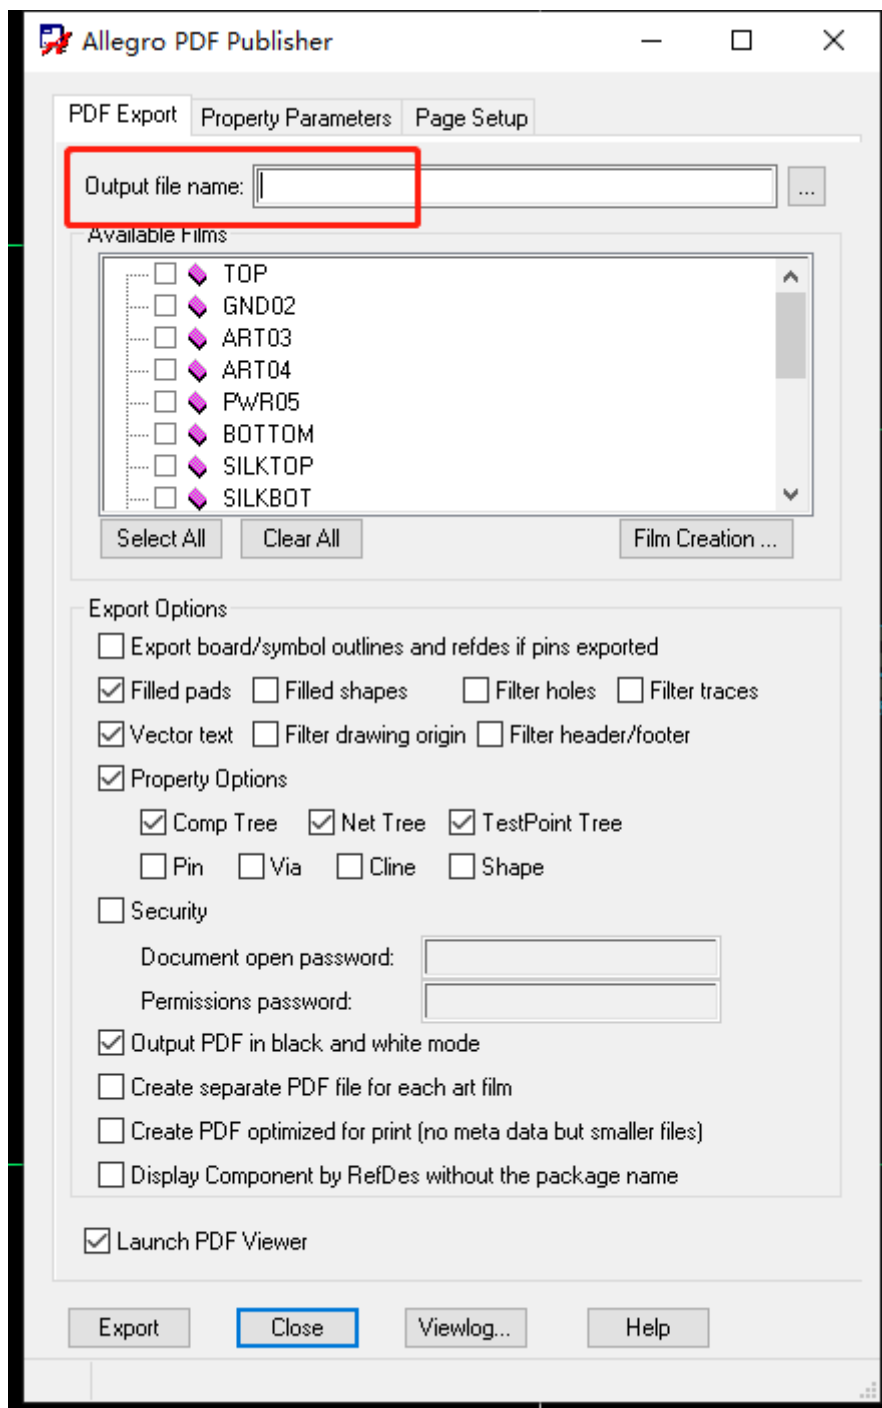 Allegro PDF Publisher
PDF Export Property Parameters Page Setup
Output file name: ...
Available Films
TOP
GND02
ART03
ART04
PWR05
BOTTOM
SILKTOP
SILKBOT
Select All Clear All Film Creation ...
Export Options
Export board/symbol outlines and refdes if pins exported
Filled pads Filled shapes Filter holes Filter traces
Vector text Filter drawing origin Filter header/footer
Property Options
Comp Tree Net Tree TestPoint Tree
Pin Via Cline Shape
Security
Document open password:
Permissions password:
Output PDF in black and white mode
Create separate PDF file for each art film
Create PDF optimized for print (no meta data but smaller files)
Display Component by RefDes without the package name
Launch PDF Viewer
Export Close Viewlog... Help